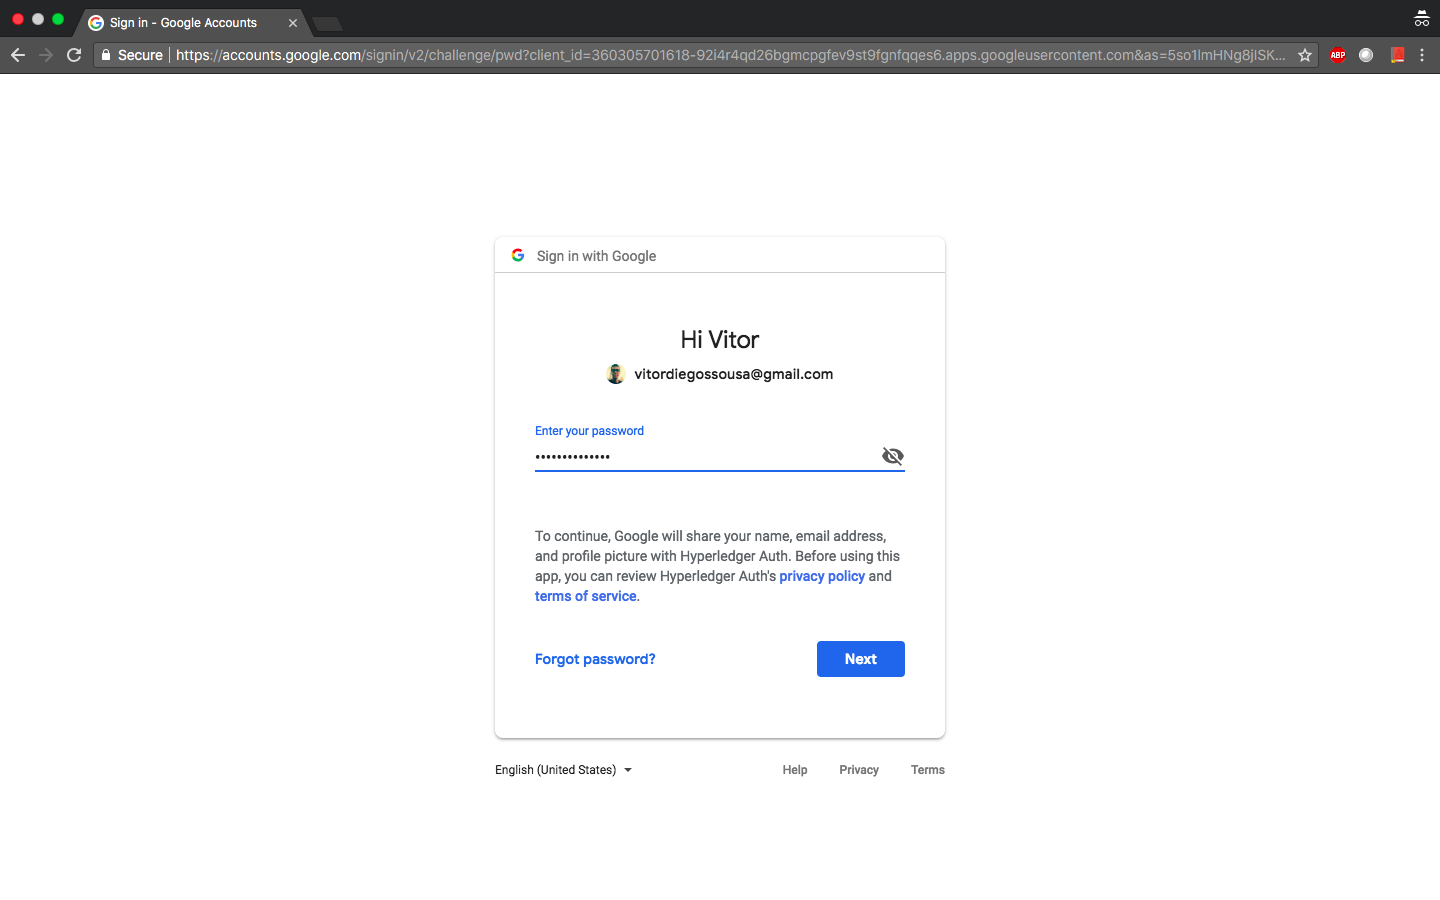 Sign in - Google Accounts
Secure https://accounts.google.com/signin/v2/challenge/pwd?client_id=360305701618-92i4r4qd26bgmcpgfev9st9fgnfqqes6.apps.googleusercontent.com&as=5so1lmHNg8jISK...
ABP
Sign in with Google
Hi Vitor
vitordiegossousa@gmail.com
Enter your password
••••••••••••••
To continue, Google will share your name, email address,
and profile picture with Hyperledger Auth. Before using this
app, you can review Hyperledger Auth's privacy policy and
terms of service.
Forgot password?
Next
English (United States)
Help
Privacy
Terms